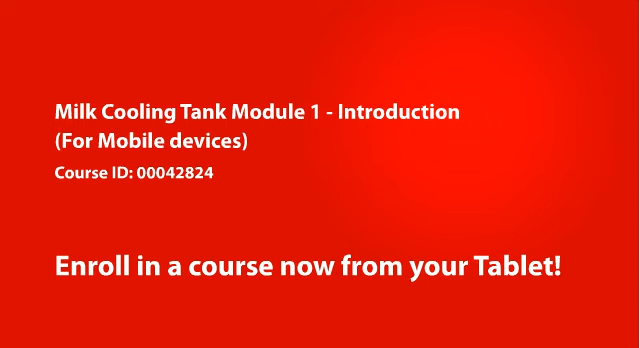 Milk Cooling Tank Module 1 - Introduction
(For Mobile devices)
Course ID: 00042824
Enroll in a course now from your Tablet!